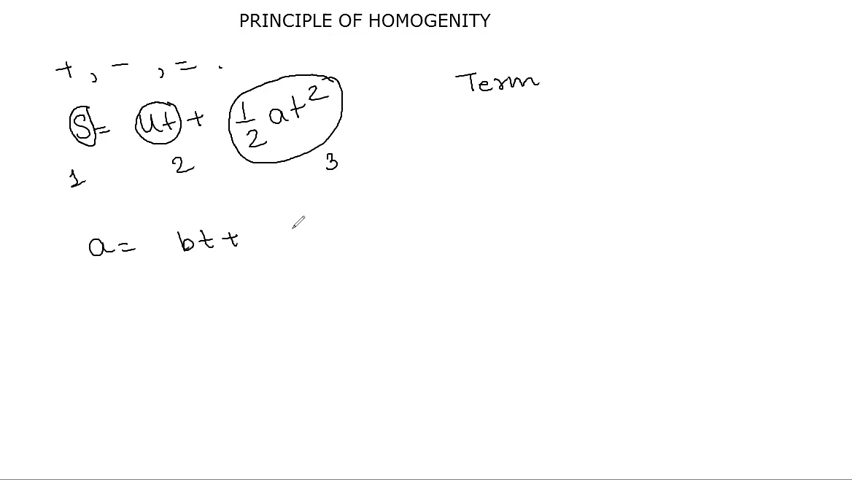 PRINCIPLE OF HOMOGENITY
+, -, =.
Term
S= ut+ 1/2 at²
1 2 3
a= bt+